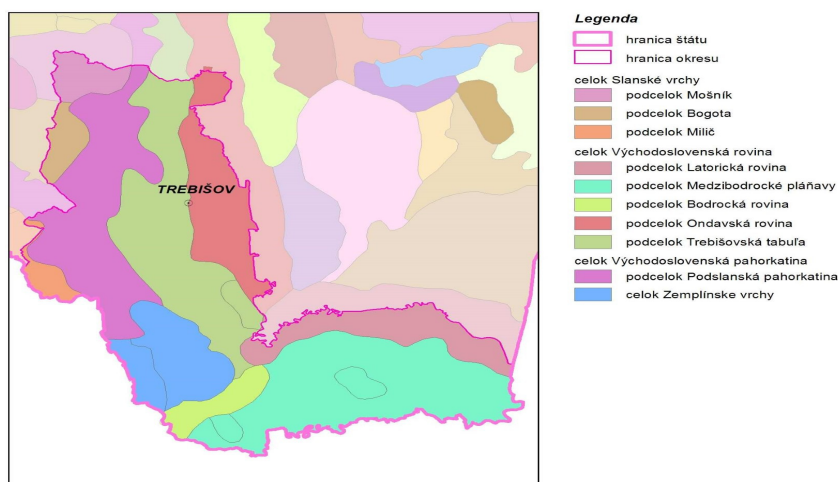 TREBIŠOV
Legenda
hranica štátu
hranica okresu
celok Slanské vrchy
podcelok Mošník
podcelok Bogota
podcelok Milič
celok Východoslovenská rovina
podcelok Latorická rovina
podcelok Medzibodrocké pláňavy
podcelok Bodrocká rovina
podcelok Ondavská rovina
podcelok Trebišovská tabuľa
celok Východoslovenská pahorkatina
podcelok Podslanská pahorkatina
celok Zemplínske vrchy